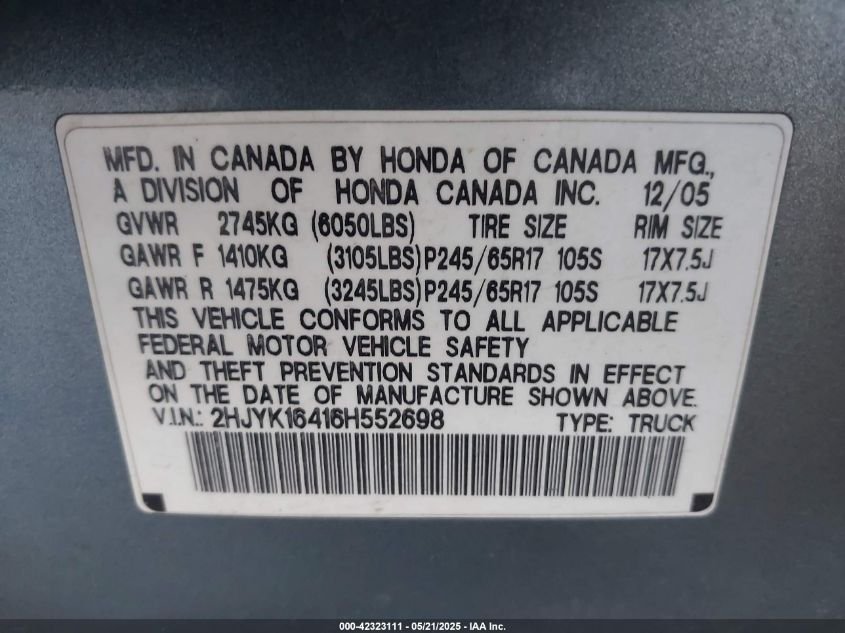 MFD. IN CANADA BY HONDA OF CANADA MFG.,
A DIVISION OF HONDA CANADA INC. 12/05
GVWR 2745KG (6050LBS) TIRE SIZE RIM SIZE
GAWR F 1410KG (3105LBS) P245/65R17 105S 17X7.5J
GAWR R 1475KG (3245LBS) P245/65R17 105S 17X7.5J
THIS VEHICLE CONFORMS TO ALL APPLICABLE
FEDERAL MOTOR VEHICLE SAFETY
AND THEFT PREVENTION STANDARDS IN EFFECT
ON THE DATE OF MANUFACTURE SHOWN ABOVE.
V.I.N.: 2HJYK16416H552698 TYPE: TRUCK
000-42323111 - 05/21/2025 - IAA Inc.